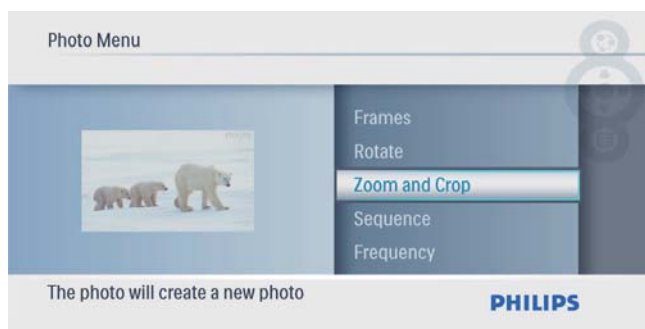 Photo Menu
Frames
Rotate
Zoom and Crop
Sequence
Frequency
The photo will create a new photo
PHILIPS